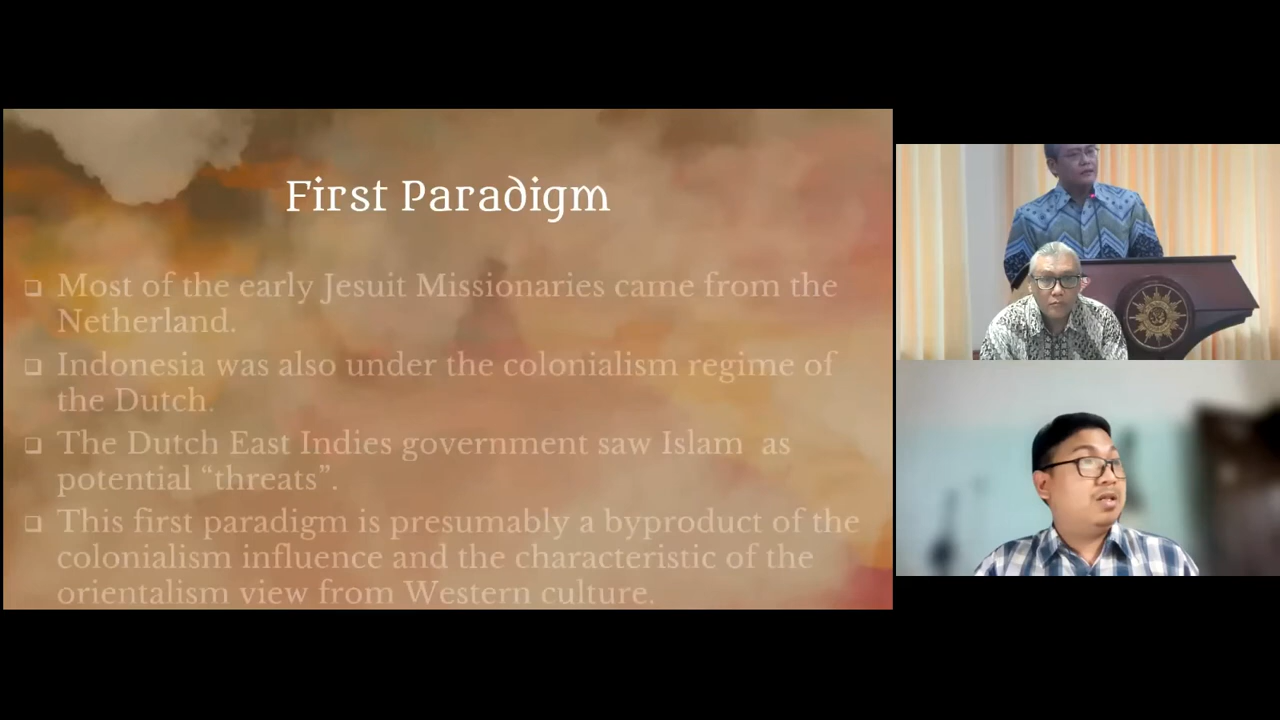 First Paradigm
❑ Most of the early Jesuit Missionaries came from the
Netherland.
❑ Indonesia was also under the colonialism regime of
the Dutch.
❑ The Dutch East Indies government saw Islam as
potential “threats”.
❑ This first paradigm is presumably a byproduct of the
colonialism influence and the characteristic of the
orientalism view from Western culture.